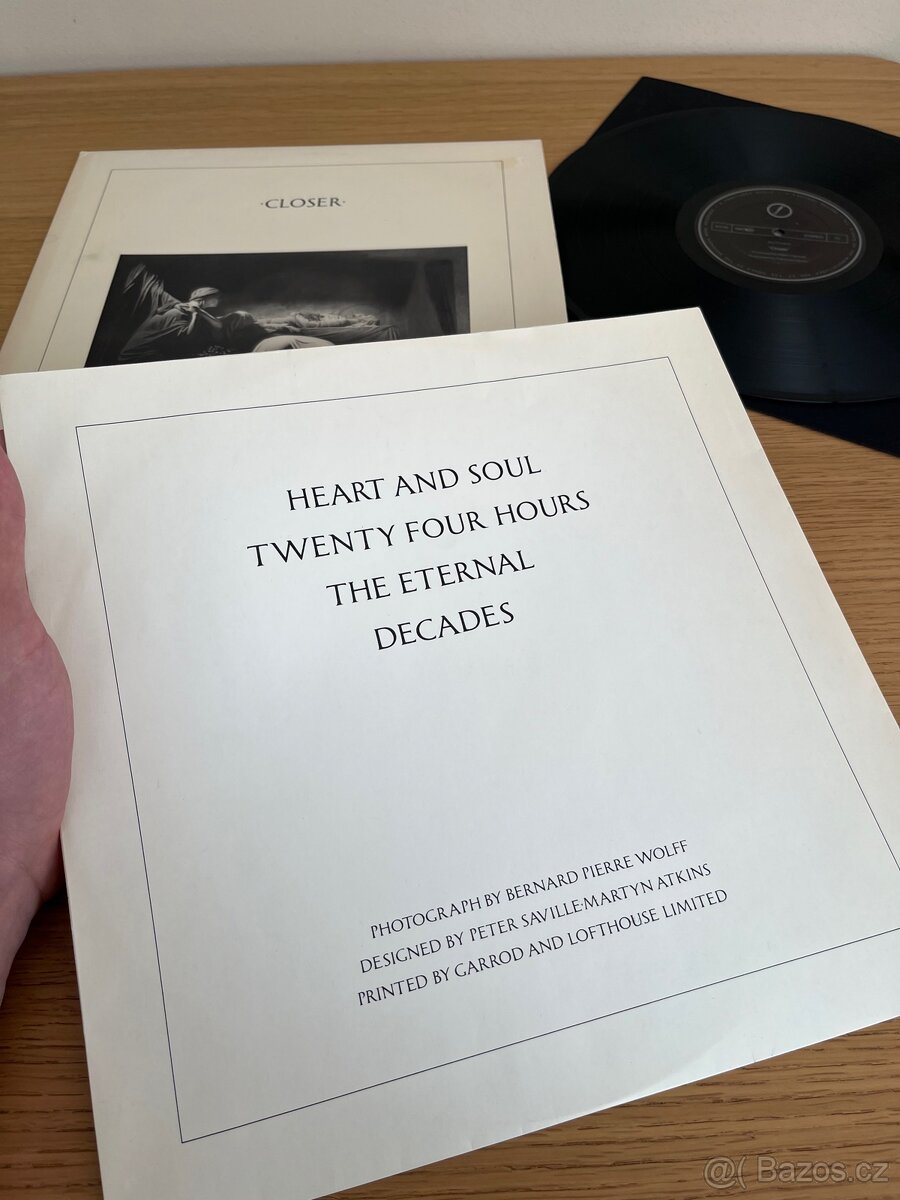 ·CLOSER·
HEART AND SOUL
TWENTY FOUR HOURS
THE ETERNAL
DECADES
PHOTOGRAPH BY BERNARD PIERRE WOLFF
DESIGNED BY PETER SAVILLE·MARTYN ATKINS
PRINTED BY GARROD AND LOFTHOUSE LIMITED
@( Bazos.cz